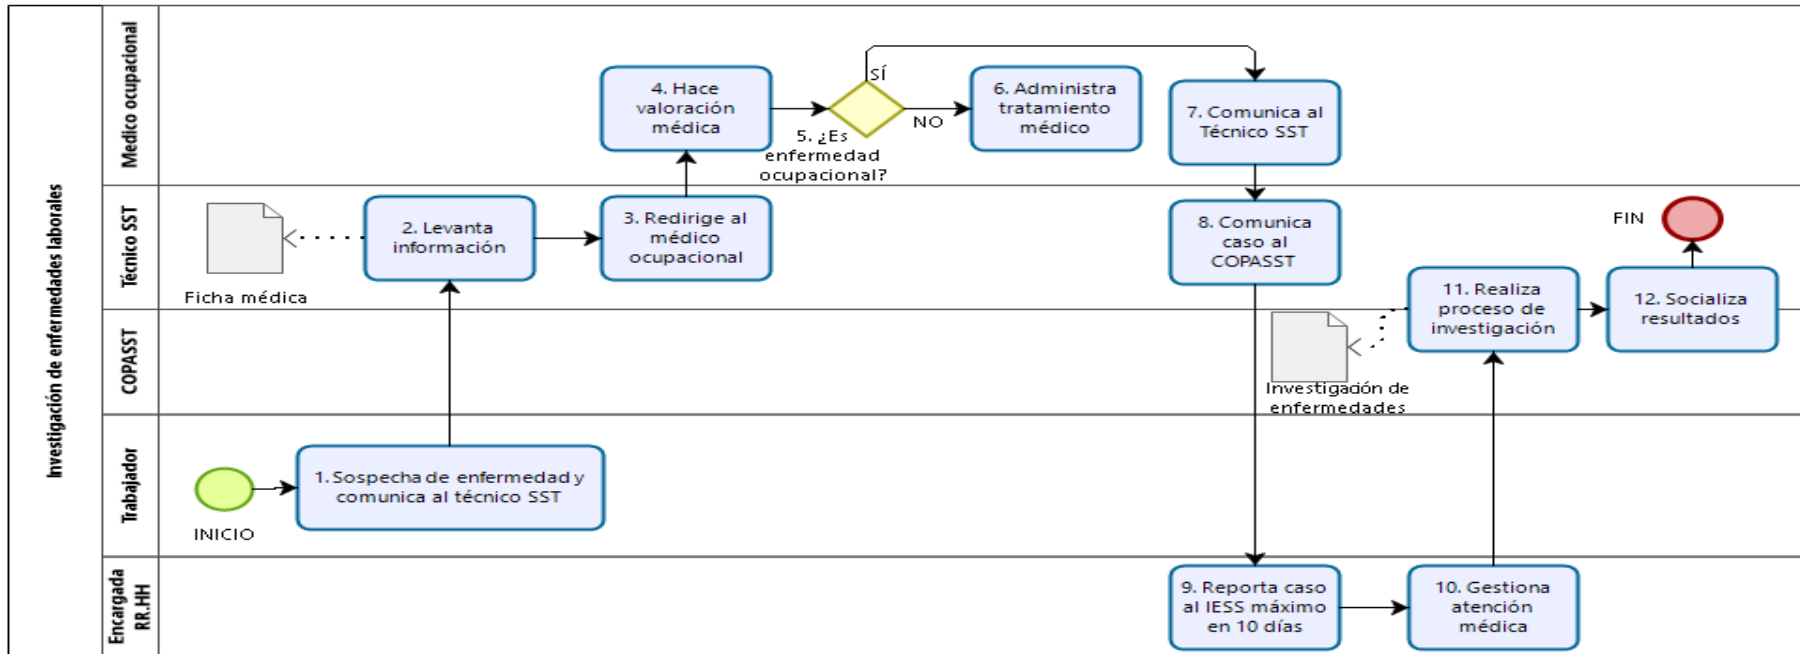 Investigación de enfermedades laborales
Medico ocupacional
4. Hace
valoración
médica
5. ¿Es
enfermedad
ocupacional?
SÍ
NO
6. Administra
tratamiento
médico
7. Comunica al
Técnico SST
Técnico SST
Ficha médica
2. Levanta
información
3. Redirige al
médico
ocupacional
8. Comunica
caso al
COPASST
FIN
11. Realiza
proceso de
investigación
12. Socializa
resultados
COPASST
Investigación de
enfermedades
Trabajador
INICIO
1. Sospecha de enfermedad y
comunica al técnico SST
Encargada
RR.HH
9. Reporta caso
al IESS máximo
en 10 días
10. Gestiona
atención
médica